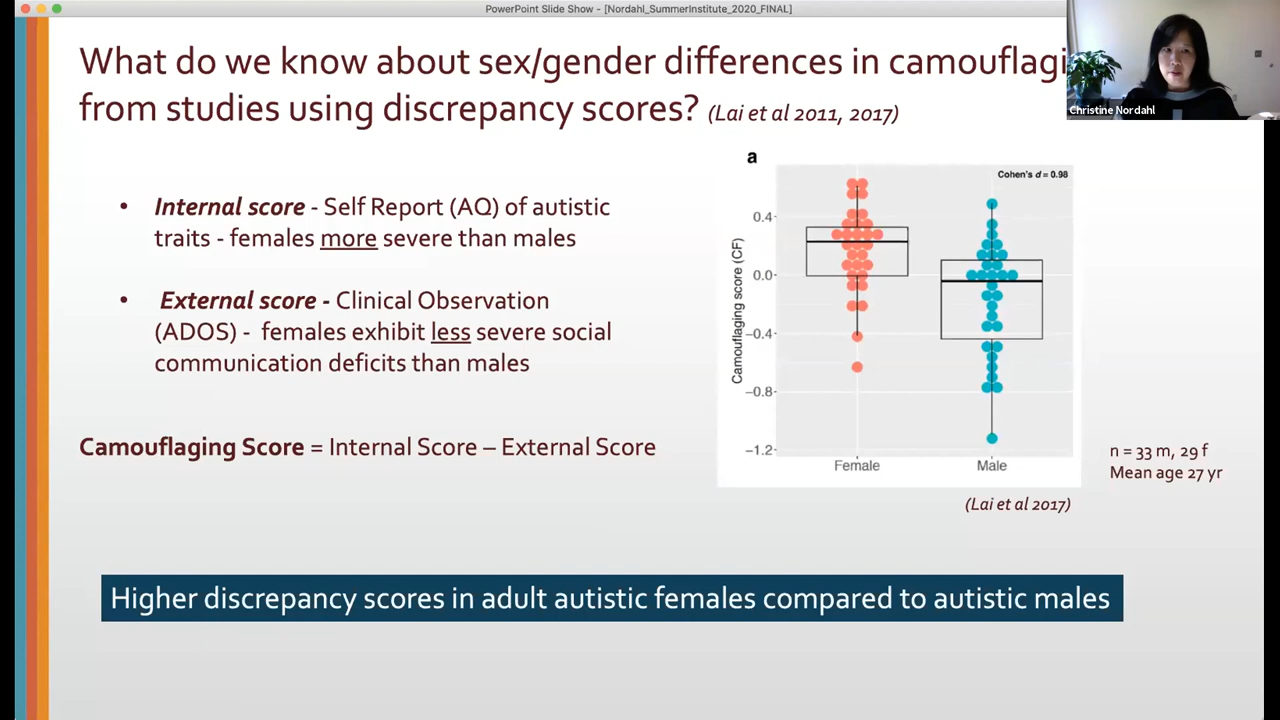 PowerPoint Slide Show - [Nordahl_SummerInstitute_2020_FINAL]
What do we know about sex/gender differences in camouflagi
from studies using discrepancy scores? (Lai et al 2011, 2017)
Christine Nordahl
• Internal score - Self Report (AQ) of autistic
traits - females more severe than males
• External score - Clinical Observation
(ADOS) - females exhibit less severe social
communication deficits than males
Camouflaging Score = Internal Score – External Score
a
Cohen's d = 0.98
Camouflaging score (CF)
0.4
0.0
−0.4
−0.8
−1.2
Female
Male
n = 33 m, 29 f
Mean age 27 yr
(Lai et al 2017)
Higher discrepancy scores in adult autistic females compared to autistic males